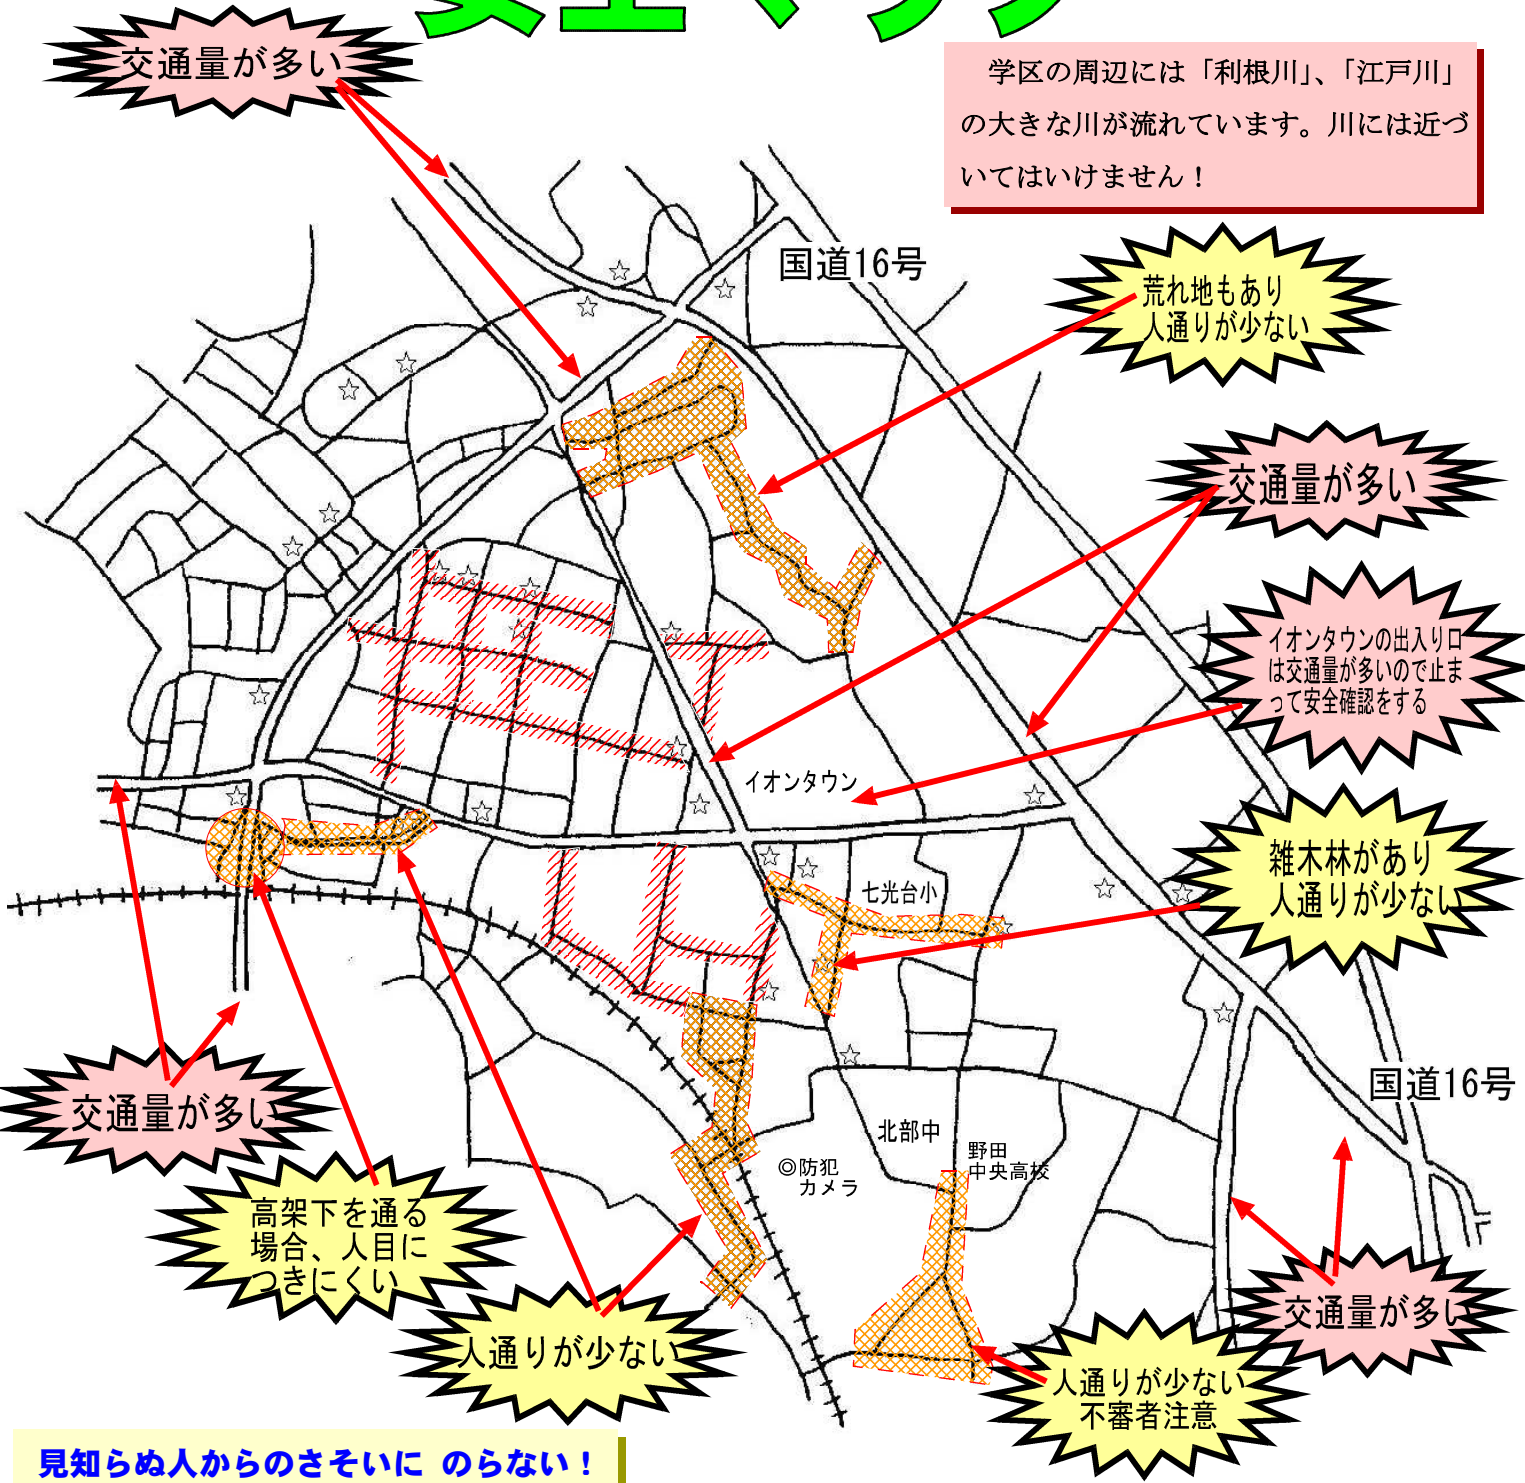 安全マップ
交通量が多い
学区の周辺には「利根川」、「江戸川」
の大きな川が流れています。川には近づ
いてはいけません！
国道16号
荒れ地もあり
人通りが少ない
交通量が多い
イオンタウンの出入り口
は交通量が多いので止ま
って安全確認をする
イオンタウン
雑木林があり
人通りが少ない
七光台小
国道16号
交通量が多い
北部中
野田
中央高校
◎防犯
カメラ
高架下を通る
場合、人目に
つきにくい
人通りが少ない
交通量が多い
人通りが少ない
不審者注意
見知らぬ人からのさそいに のらない！